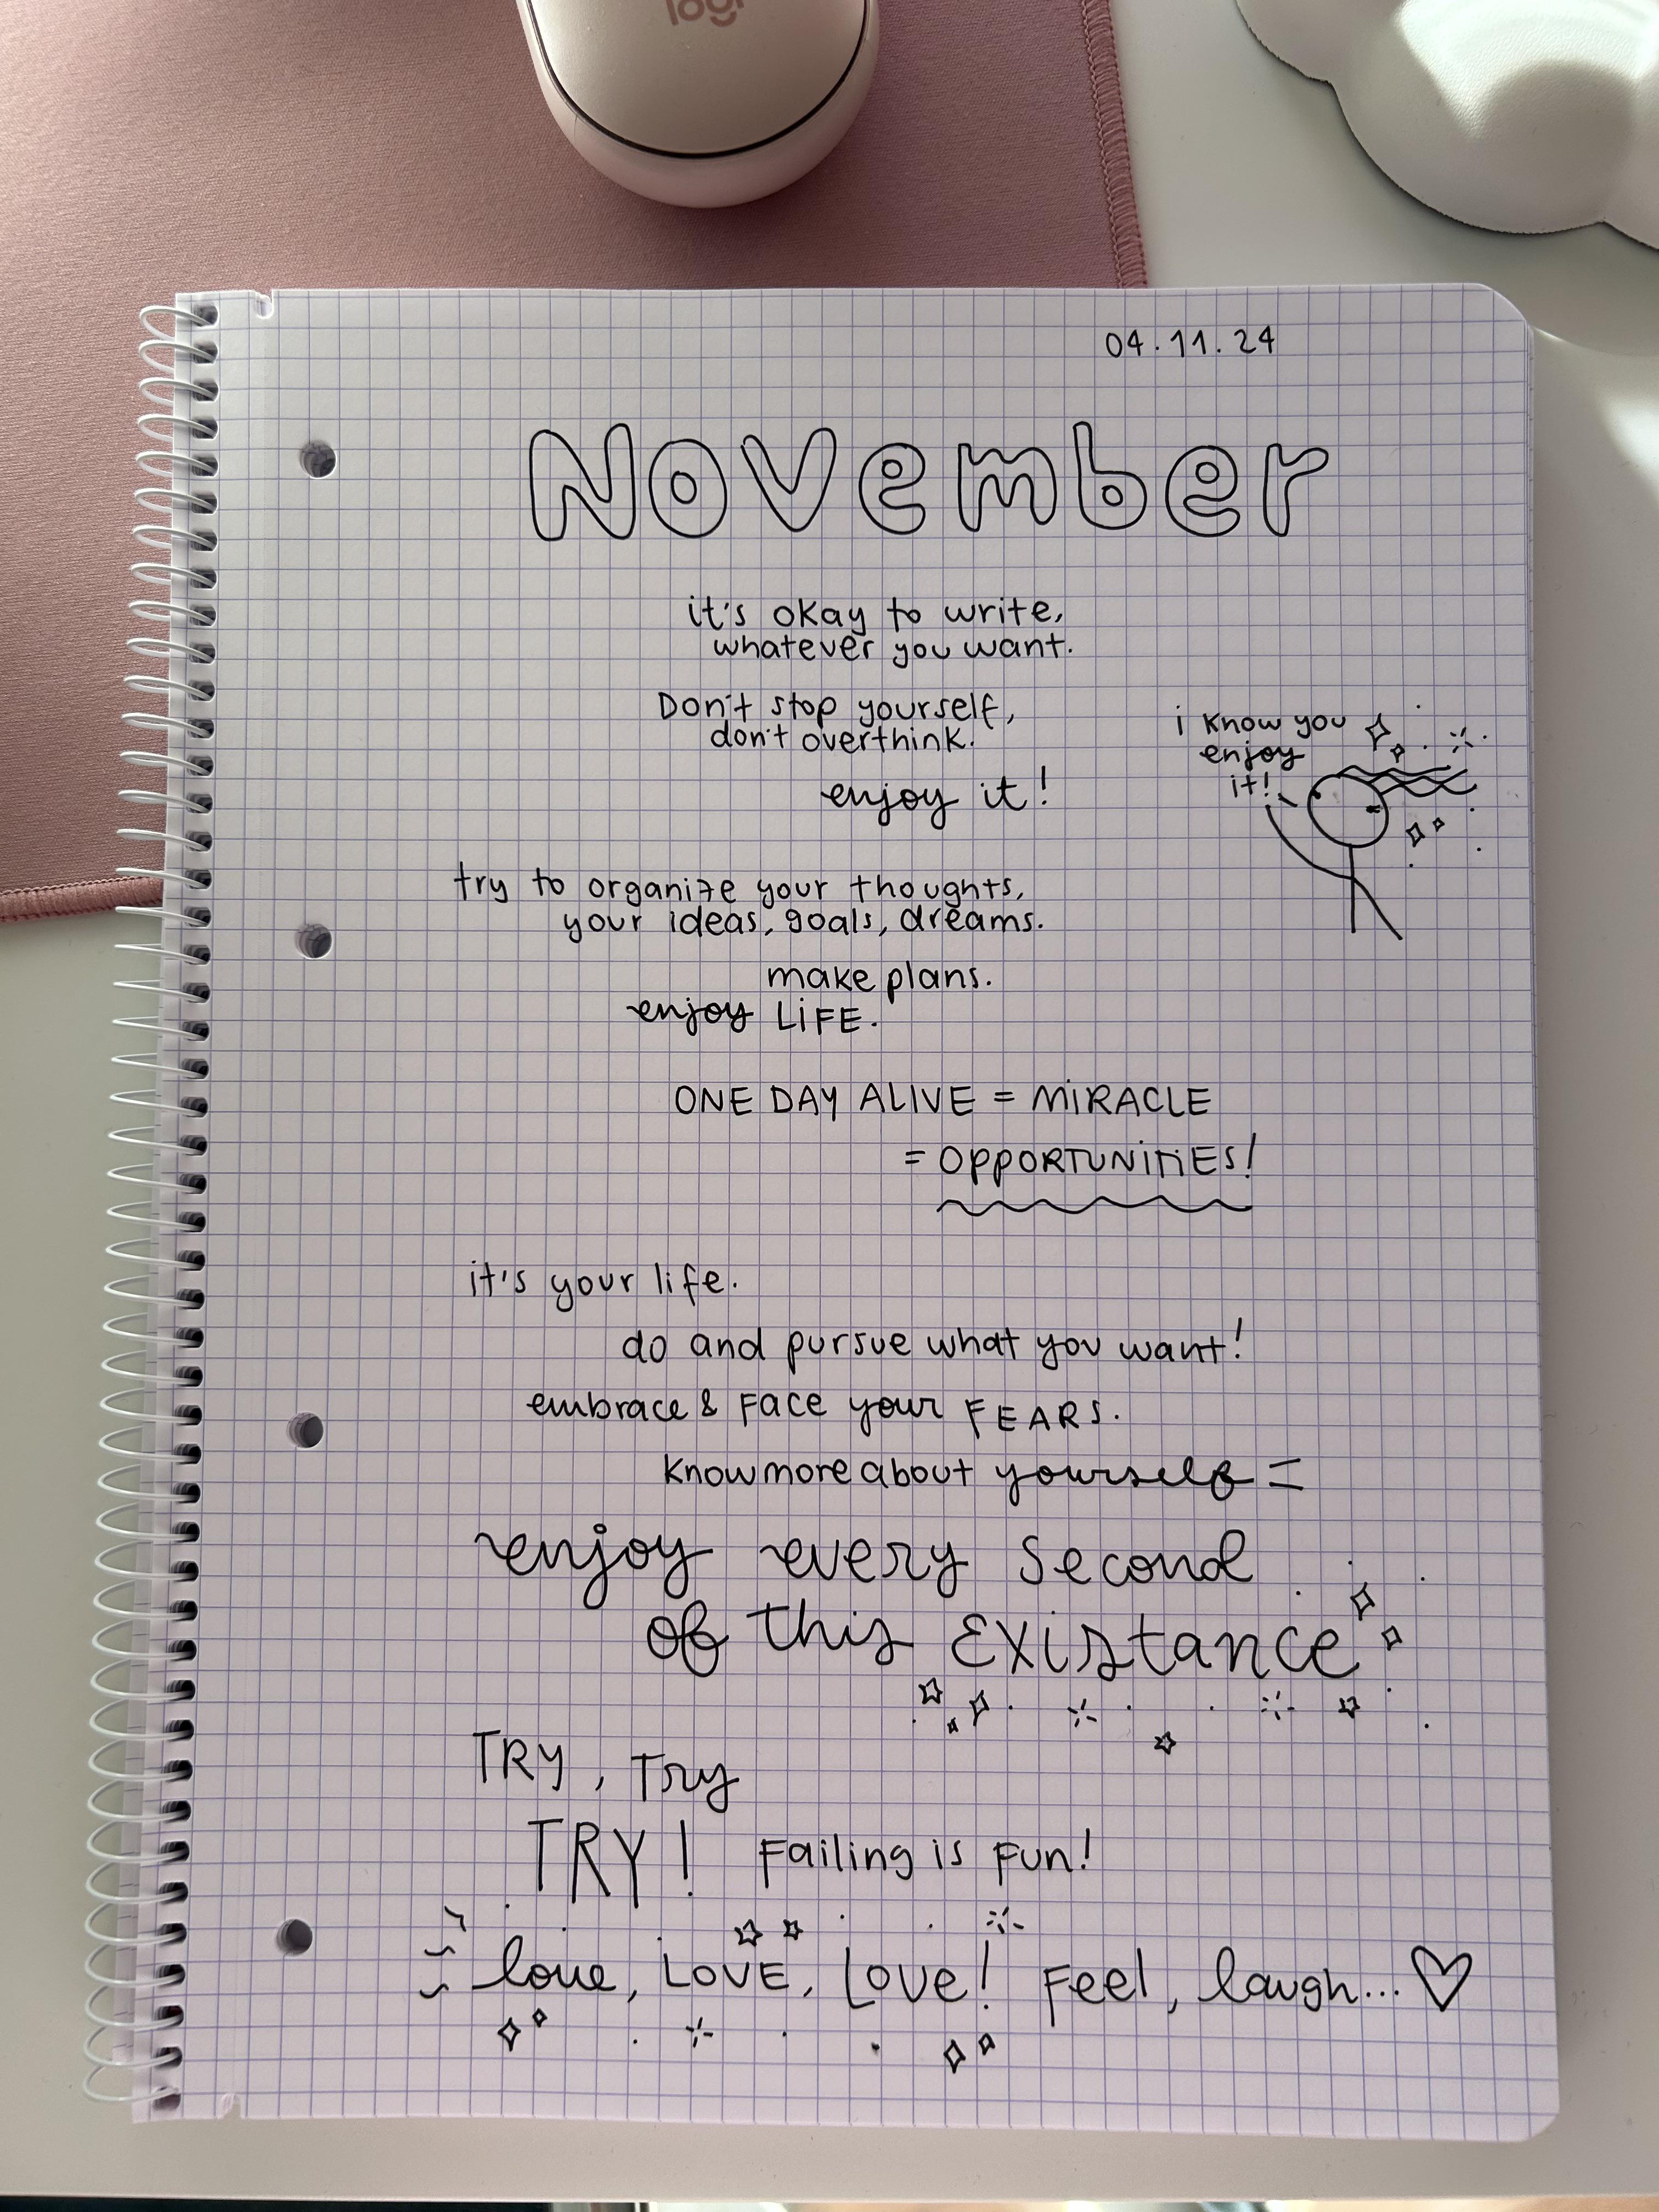 logi
04.11.24
November
it's okay to write,
whatever you want.
Don't stop yourself,
don't overthink.
enjoy it!
i know you
enjoy
it!
try to organize your thoughts,
your ideas, goals, dreams.
make plans.
enjoy LiFE.
ONE DAY ALIVE = MiRACLE
= OPPORTUNiTiES!
it's your life.
do and pursue what you want!
embrace & Face your FEARS.
Know more about yourself =
enjoy every second
of this Existance
TRY, Try
TRY! Failing is Fun!
love, LOVE, Love! Feel, laugh...♡